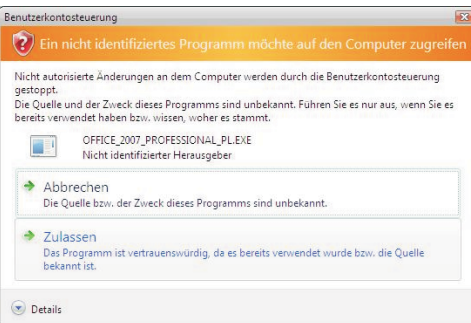 Benutzerkontosteuerung
Ein nicht identifiziertes Programm möchte auf den Computer zugreifen
Nicht autorisierte Änderungen an dem Computer werden durch die Benutzerkontosteuerung
gestoppt.
Die Quelle und der Zweck dieses Programms sind unbekannt. Führen Sie es nur aus, wenn Sie es
bereits verwendet haben bzw. wissen, woher es stammt.
OFFICE_2007_PROFESSIONAL_PL.EXE
Nicht identifizierter Herausgeber
Abbrechen
Die Quelle bzw. der Zweck dieses Programms sind unbekannt.
Zulassen
Das Programm ist vertrauenswürdig, da es bereits verwendet wurde bzw. die Quelle
bekannt ist.
Details